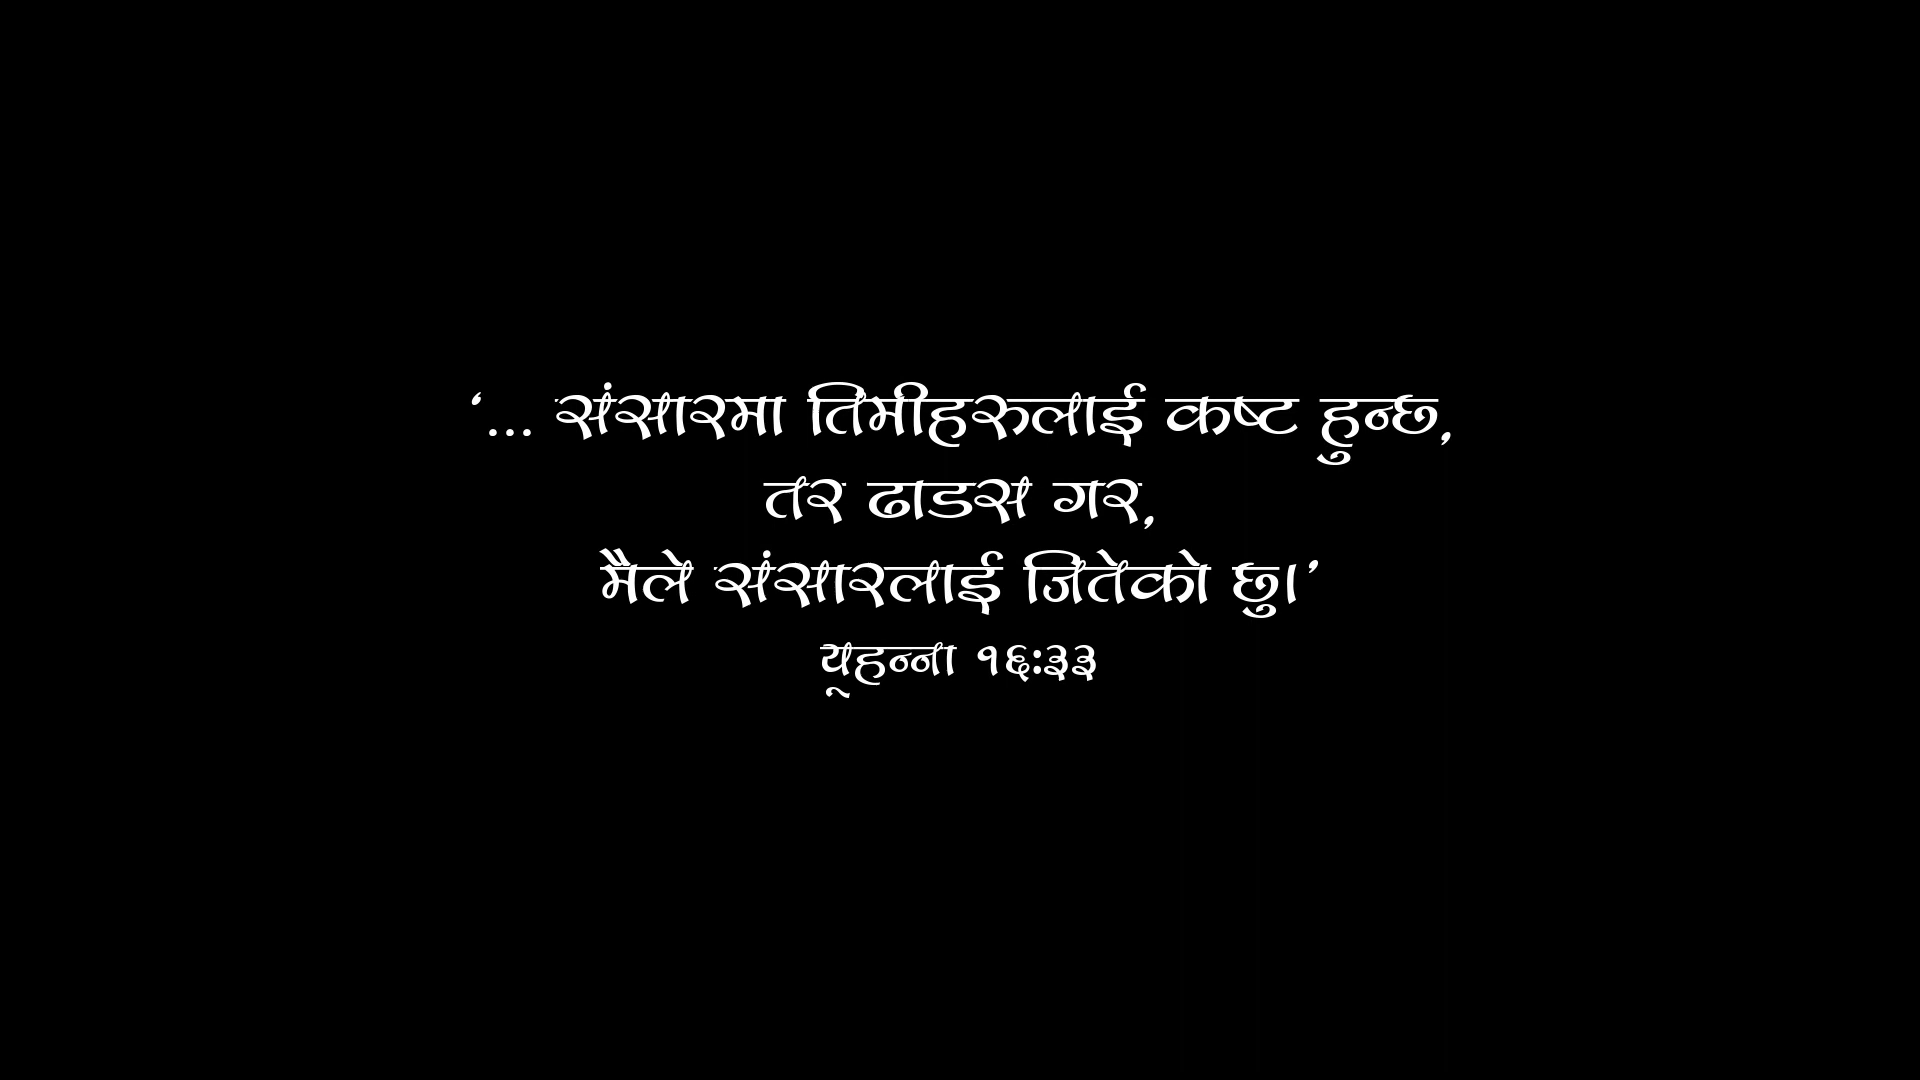 ‘... संसारमा तिमीहरुलाई कष्ट हुन्छ,
तर ढाडस गर,
मैले संसारलाई जितेको छु।’
यूहन्ना १६:३३